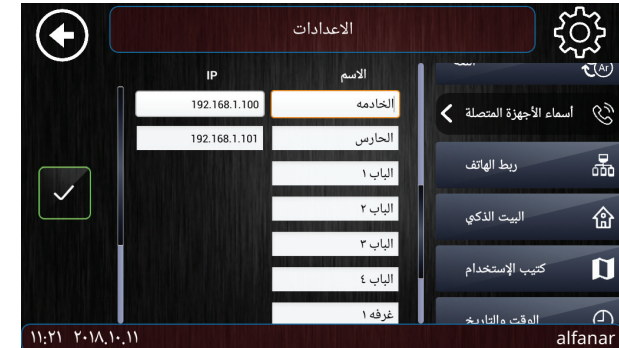 الاعدادات
اللغة
Ar
أسماء الأجهزة المتصلة
ربط الهاتف
البيت الذكي
كتيب الإستخدام
الوقت والتاريخ
الاسم IP
الخادمه 192.168.1.100
الحارس 192.168.1.101
الباب ١
الباب ٢
الباب ٣
الباب ٤
غرفه ١
١١:٢١ ٢٠١٨.١٠.١١
alfanar